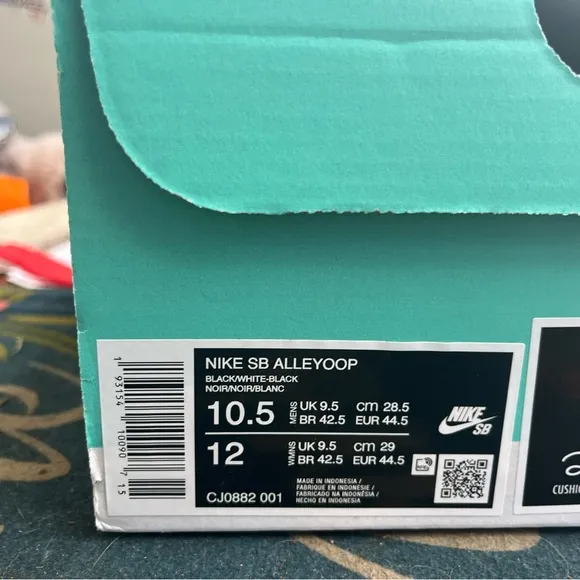 NIKE SB ALLEYOOP
BLACK/WHITE-BLACK
NOIR/NOIR/BLANC
10.5 MENS UK 9.5 cm 28.5
BR 42.5 EUR 44.5
12 WMNS UK 9.5 cm 29
BR 42.5 EUR 44.5
NIKE SB
MADE IN INDONESIA /
FABRIQUE EN INDONESIE /
FABRICADO NA INDONÉSIA /
HECHO EN INDONESIA
CJ0882 001
1 93154 10090 7 15
CUSHIO